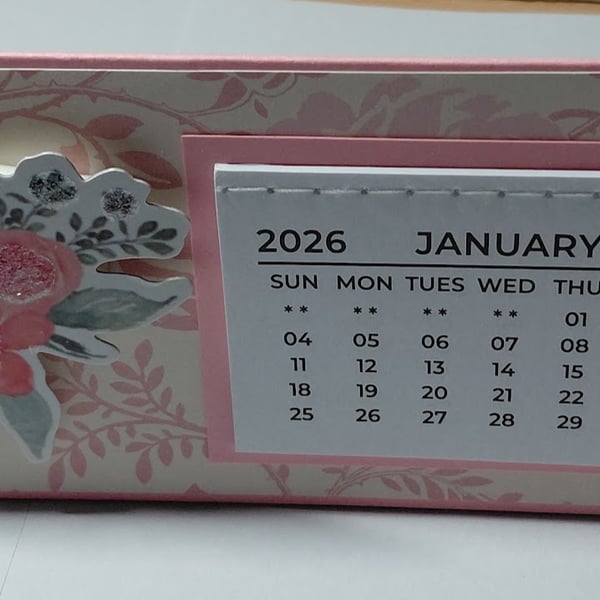 2026 JANUARY
SUN MON TUES WED THU
** ** ** ** 01
04 05 06 07 08
11 12 13 14 15
18 19 20 21 22
25 26 27 28 29